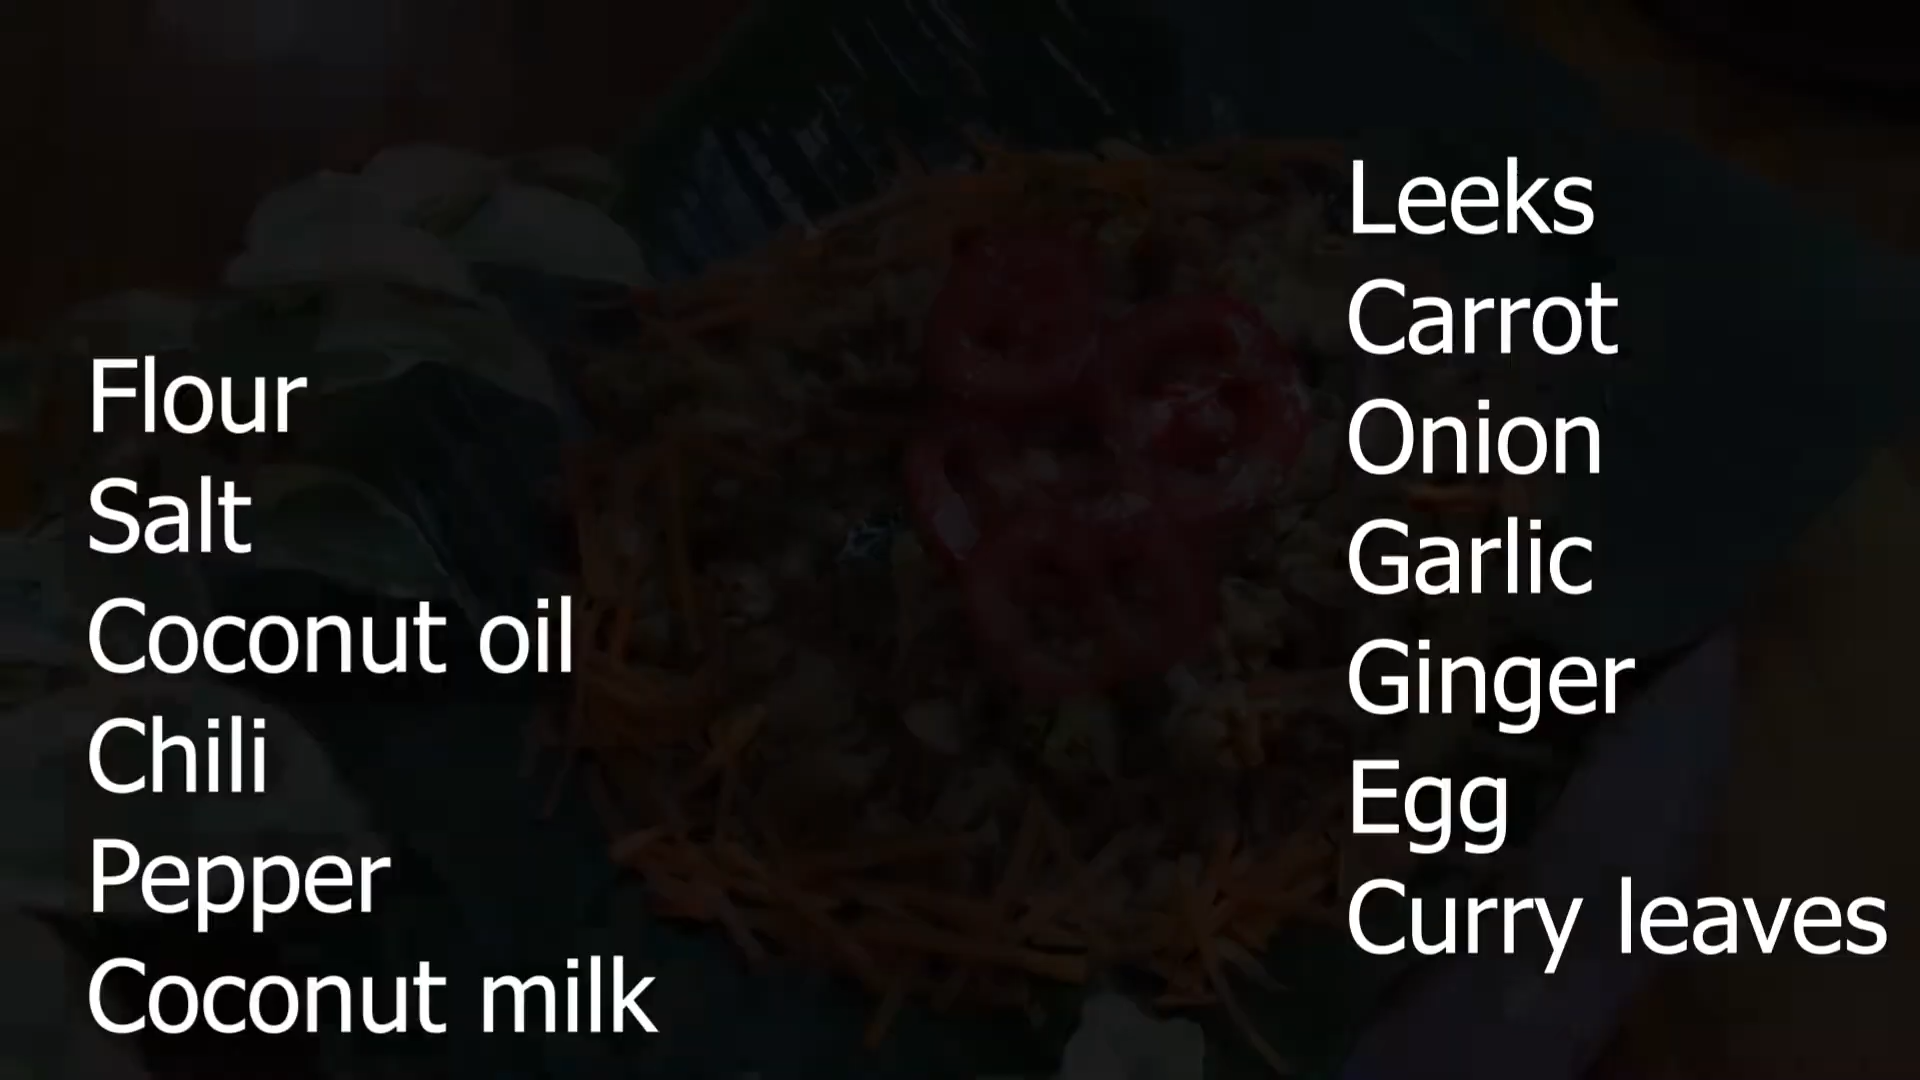 Flour
Salt
Coconut oil
Chili
Pepper
Coconut milk
Leeks
Carrot
Onion
Garlic
Ginger
Egg
Curry leaves